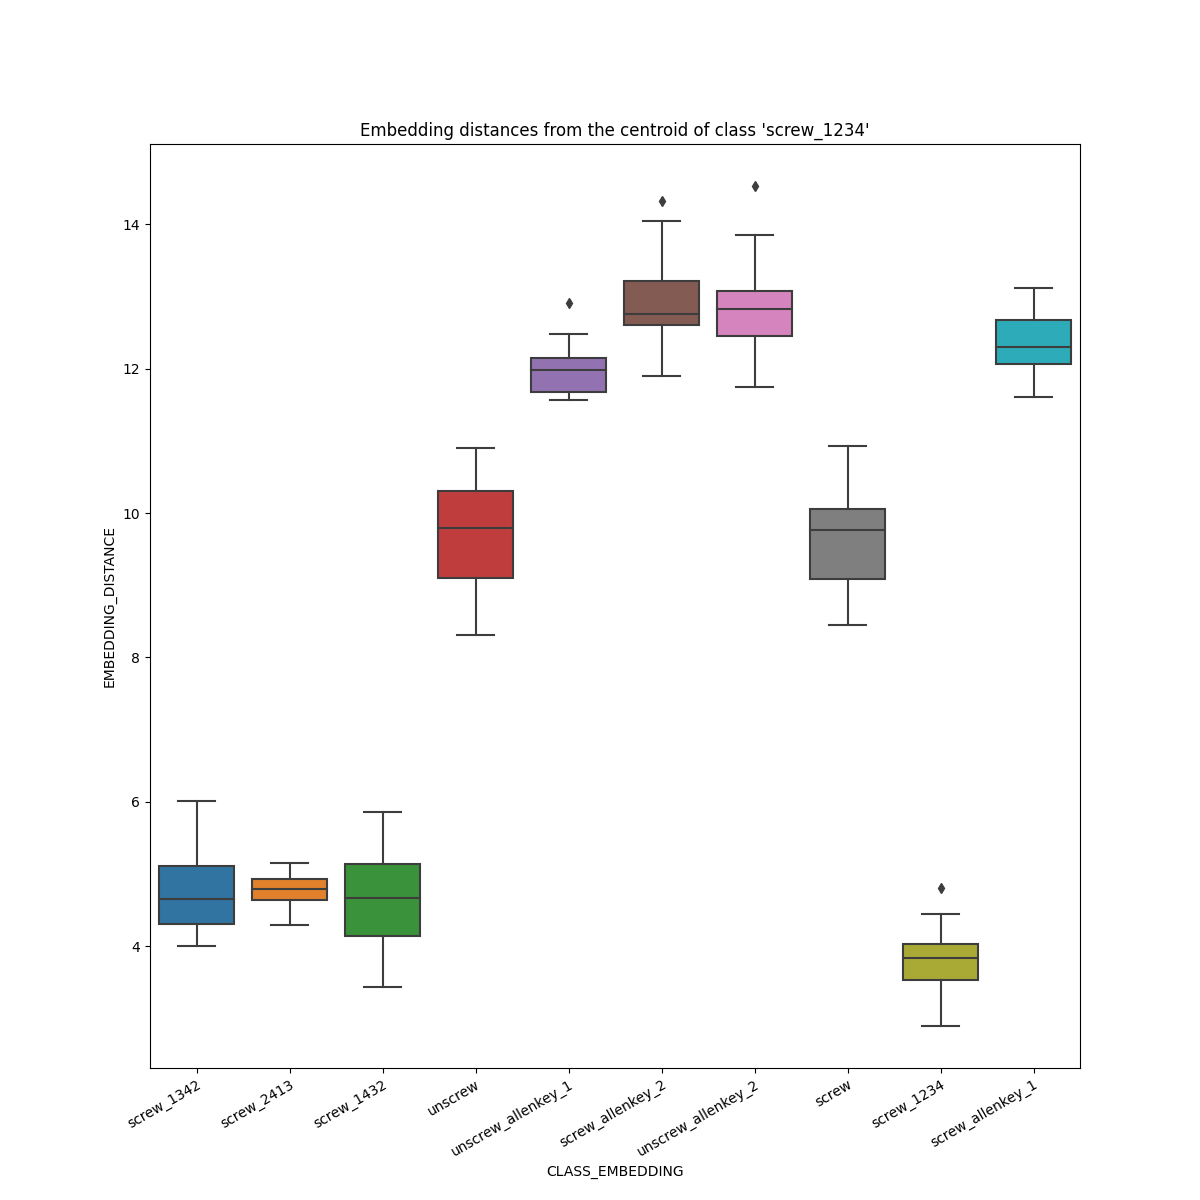 Embedding distances from the centroid of class 'screw_1234'
14
12
10
8
6
4
EMBEDDING_DISTANCE
screw_1342
screw_2413
screw_1432
unscrew
unscrew_allenkey_1
screw_allenkey_2
unscrew_allenkey_2
screw
screw_1234
screw_allenkey_1
CLASS_EMBEDDING